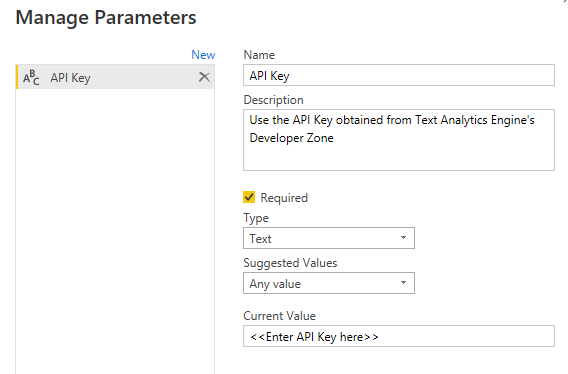 Manage Parameters
New
ABC API Key
Name
API Key
Description
Use the API Key obtained from Text Analytics Engine's
Developer Zone
Required
Type
Text
Suggested Values
Any value
Current Value
<<Enter API Key here>>